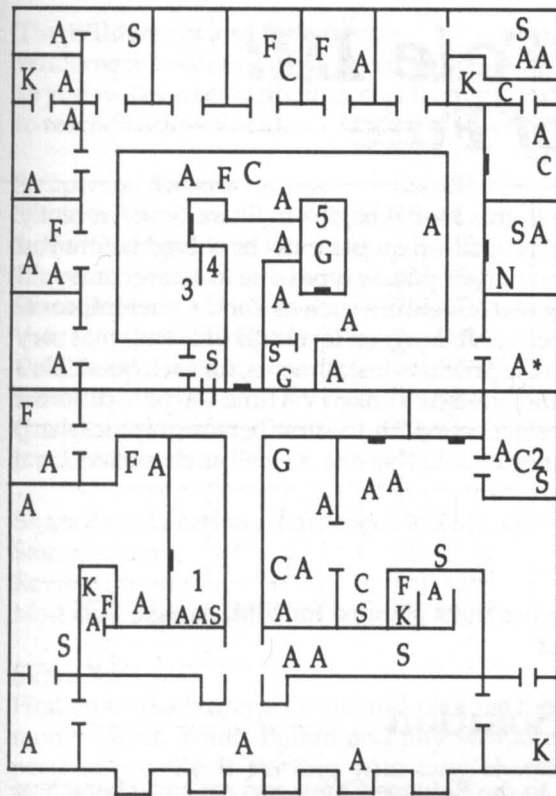 A S F F A S
K A C A K C AA
A A
A F C C
A A 5
F 4 A G A SA
A 3 A N
A
A S S A A*
G
F
A F A G A C2
A A A S
K 1 C A C F A S
A F A AAS K
S A A S
A A A K